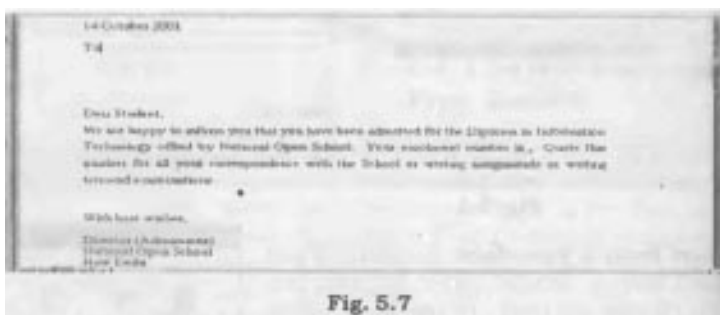 14 October 2001
To
Dear Student,
We are happy to inform you that you have been admitted for the Diploma in Information
Technology offered by National Open School. Your enrolment number is . Quote this
number for all your correspondence with the School or writing assignments or writing
terminal examinations
With best wishes,
Director (Admissions)
National Open School
New Delhi
Fig. 5.7